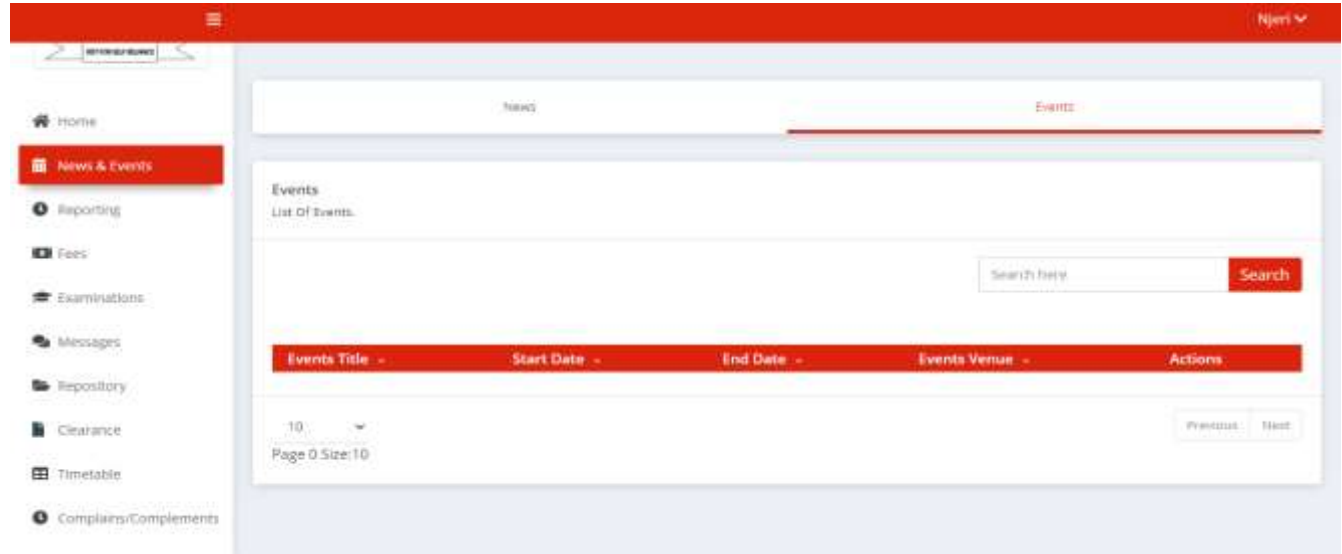 Njeri
Home
News & Events
Reporting
Fees
Examinations
Messages
Repository
Clearance
Timetable
Complains/Complements
News
Events
Events
List Of Events.
Search here
Search
Events Title
Start Date
End Date
Events Venue
Actions
10
Page 0 Size:10
Previous
Next